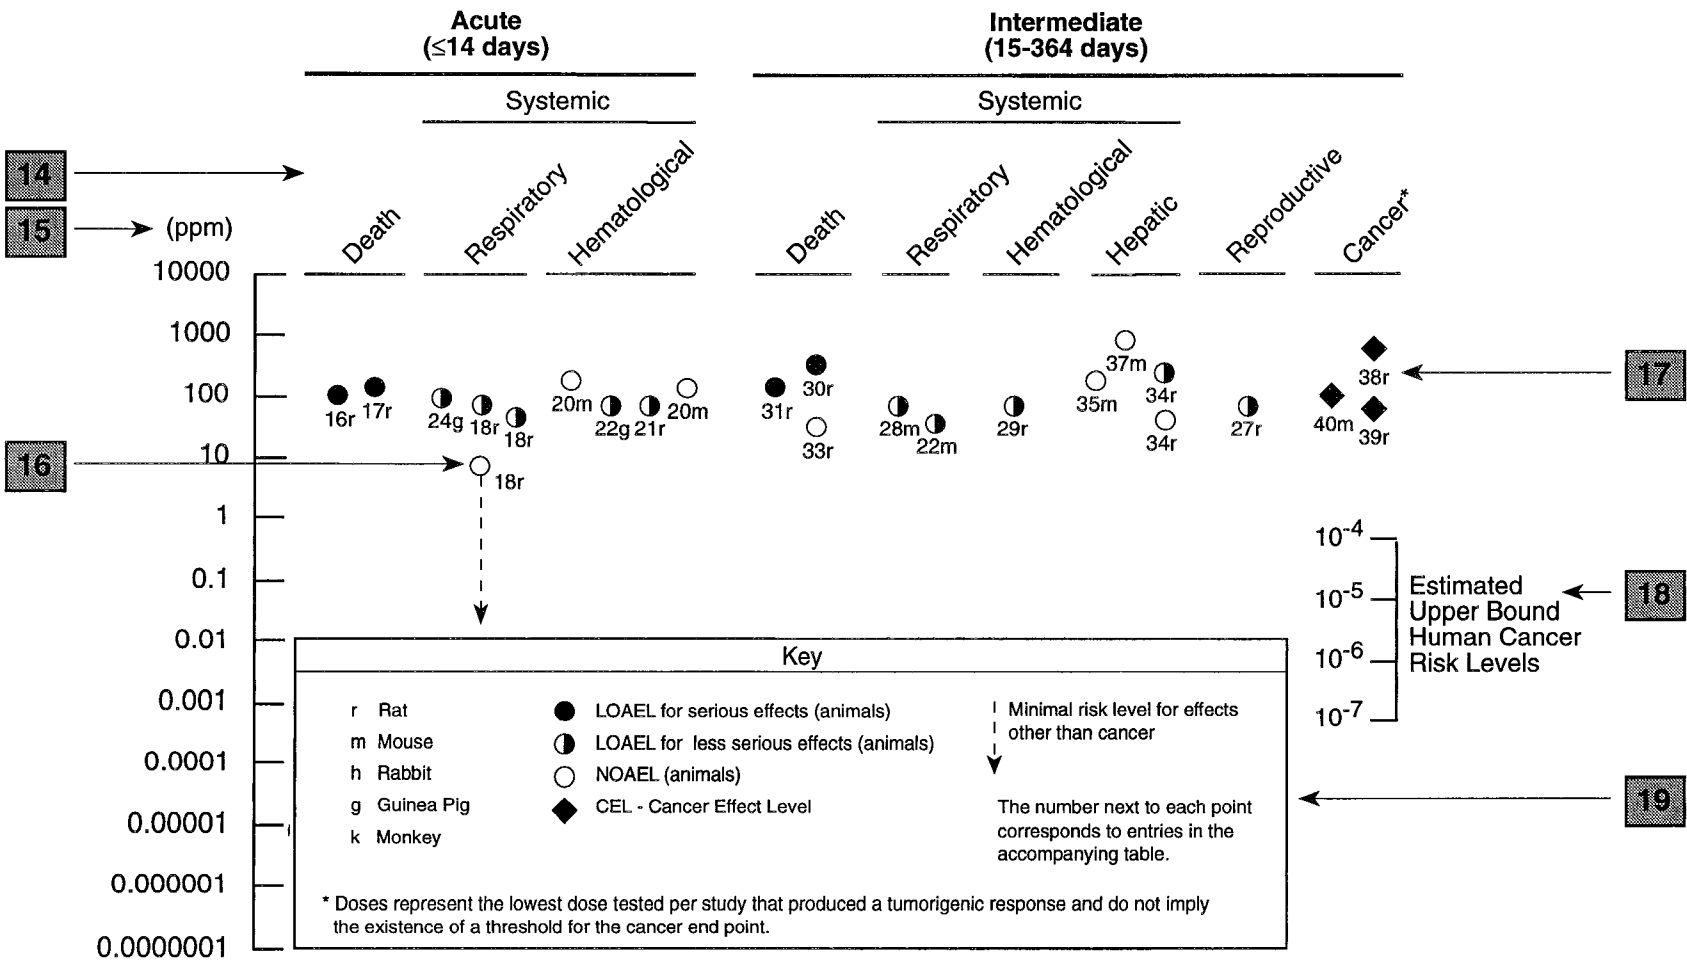 Acute
(≤14 days)
Intermediate
(15-364 days)
Systemic
Systemic
14
15
(ppm)
Death
Respiratory
Hematological
Death
Respiratory
Hematological
Hepatic
Reproductive
Cancer*
10000
1000
100
10
1
0.1
0.01
0.001
0.0001
0.00001
0.000001
0.0000001
16r
17r
24g
18r
18r
20m
22g
21r
20m
31r
30r
33r
28m
22m
29r
35m
37m
34r
34r
27r
40m
38r
39r
17
16
18r
10-4
10-5
10-6
10-7
Estimated
Upper Bound
Human Cancer
Risk Levels
18
Key
r Rat
m Mouse
h Rabbit
g Guinea Pig
k Monkey
LOAEL for serious effects (animals)
LOAEL for less serious effects (animals)
NOAEL (animals)
CEL - Cancer Effect Level
Minimal risk level for effects
other than cancer
The number next to each point
corresponds to entries in the
accompanying table.
19
* Doses represent the lowest dose tested per study that produced a tumorigenic response and do not imply
the existence of a threshold for the cancer end point.